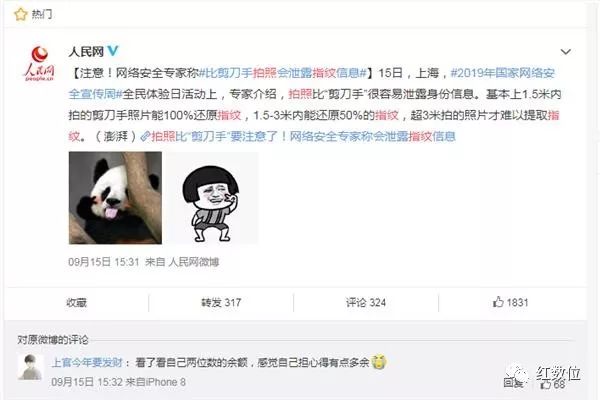 热门
人民网
人民网
people.cn
【注意！网络安全专家称#比剪刀手拍照会泄露指纹信息#】15日，上海，#2019年国家网络安
全宣传周#全民体验日活动上，专家介绍，拍照比“剪刀手”很容易泄露身份信息。基本上1.5米内
拍的剪刀手照片能100%还原指纹，1.5-3米内能还原50%的指纹，超3米拍的照片才难以提取指
纹。（澎湃）拍照比“剪刀手”要注意了！网络安全专家称会泄露指纹信息
09月15日 15:31 来自 人民网微博
收藏
转发 317
评论 324
1831
对原微博的评论
上官今年要发财：看了看自己两位数的余额，感觉自己担心得有点多余
09月15日 15:32 来自iPhone 8
回复
68
红数位